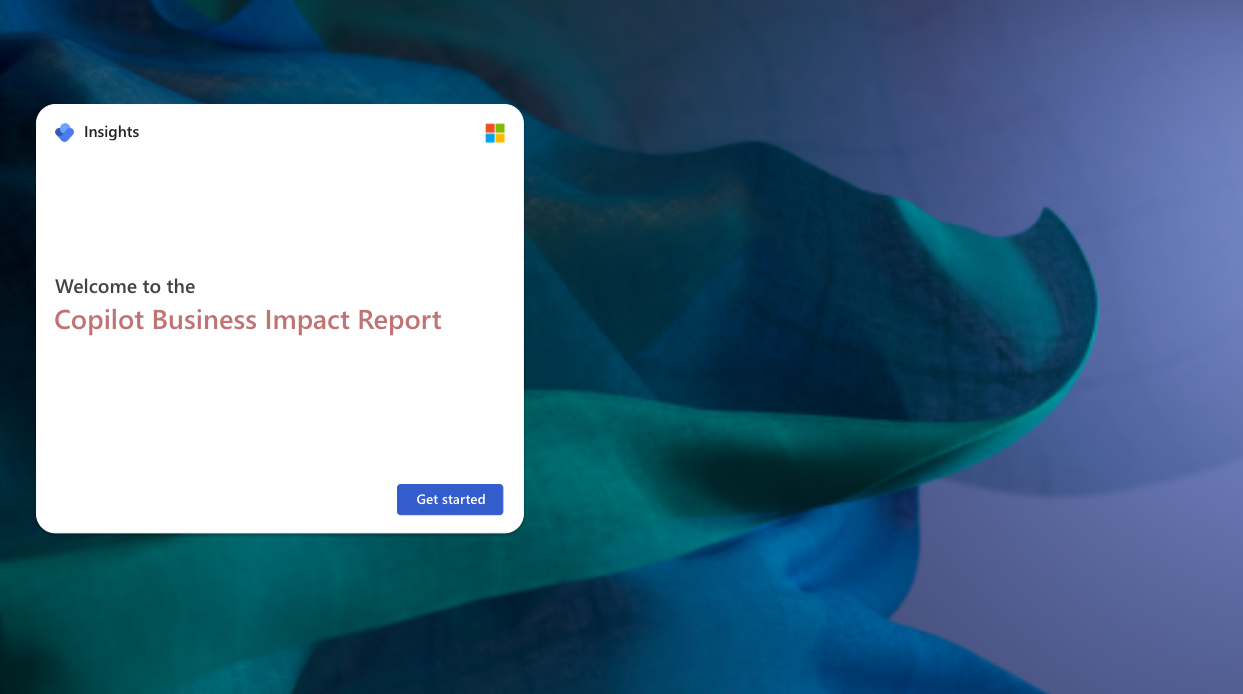 Insights
Welcome to the
Copilot Business Impact Report
Get started